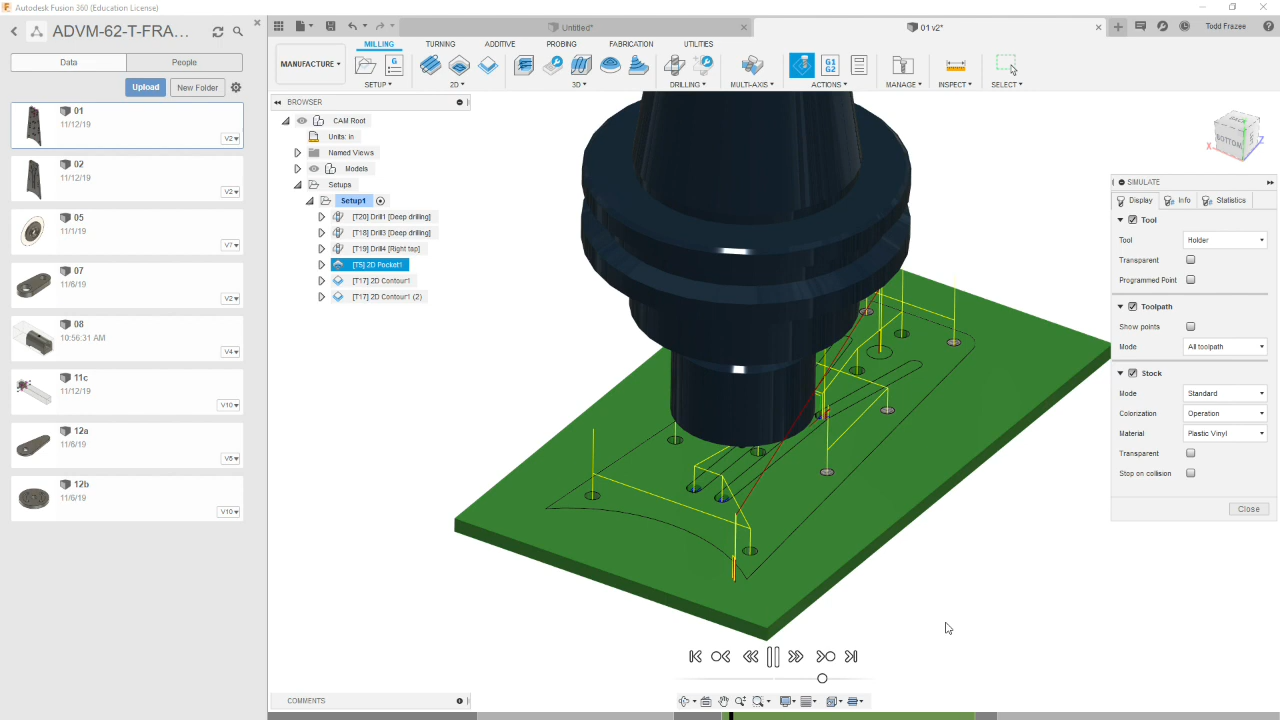 Autodesk Fusion 360 (Education License)
ADVM-62-T-FRA...
Data
People
Upload
New Folder
01
11/12/19
V2
02
11/12/19
V2
05
11/1/19
V7
07
11/6/19
V2
08
10:56:31 AM
V4
11c
11/12/19
V10
12a
11/6/19
V6
12b
11/6/19
V10
Untitled*
01 v2*
Todd Frazee
MILLING
TURNING
ADDITIVE
PROBING
FABRICATION
UTILITIES
MANUFACTURE
G
G1
G2
SETUP
2D
3D
DRILLING
MULTI-AXIS
ACTIONS
MANAGE
INSPECT
SELECT
BROWSER
CAM Root
Units: in
Named Views
Models
Setups
Setup1
[T20] Drill1 [Deep drilling]
[T18] Drill3 [Deep drilling]
[T19] Drill4 [Right tap]
[T5] 2D Pocket1
[T17] 2D Contour1
[T17] 2D Contour1 (2)
BOTTOM
X
Z
SIMULATE
Display
Info
Statistics
Tool
Tool
Holder
Transparent
Programmed Point
Toolpath
Show points
Mode
All toolpath
Stock
Mode
Standard
Colorization
Operation
Material
Plastic Vinyl
Transparent
Stop on collision
Close
COMMENTS